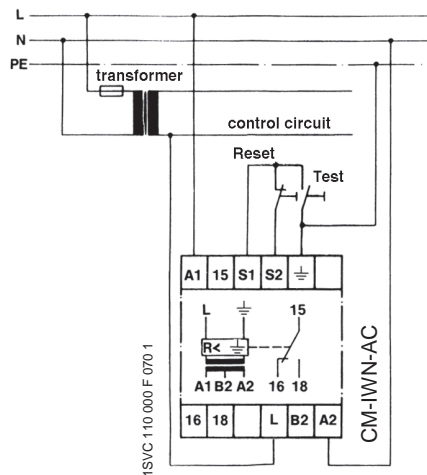 L
N
PE
transformer
control circuit
Reset
Test
A1 15 S1 S2
L 15
R<
A1 B2 A2 16 18
16 18 L B2 A2
CM-IWN-AC
1SVC 110 000 F 070 1